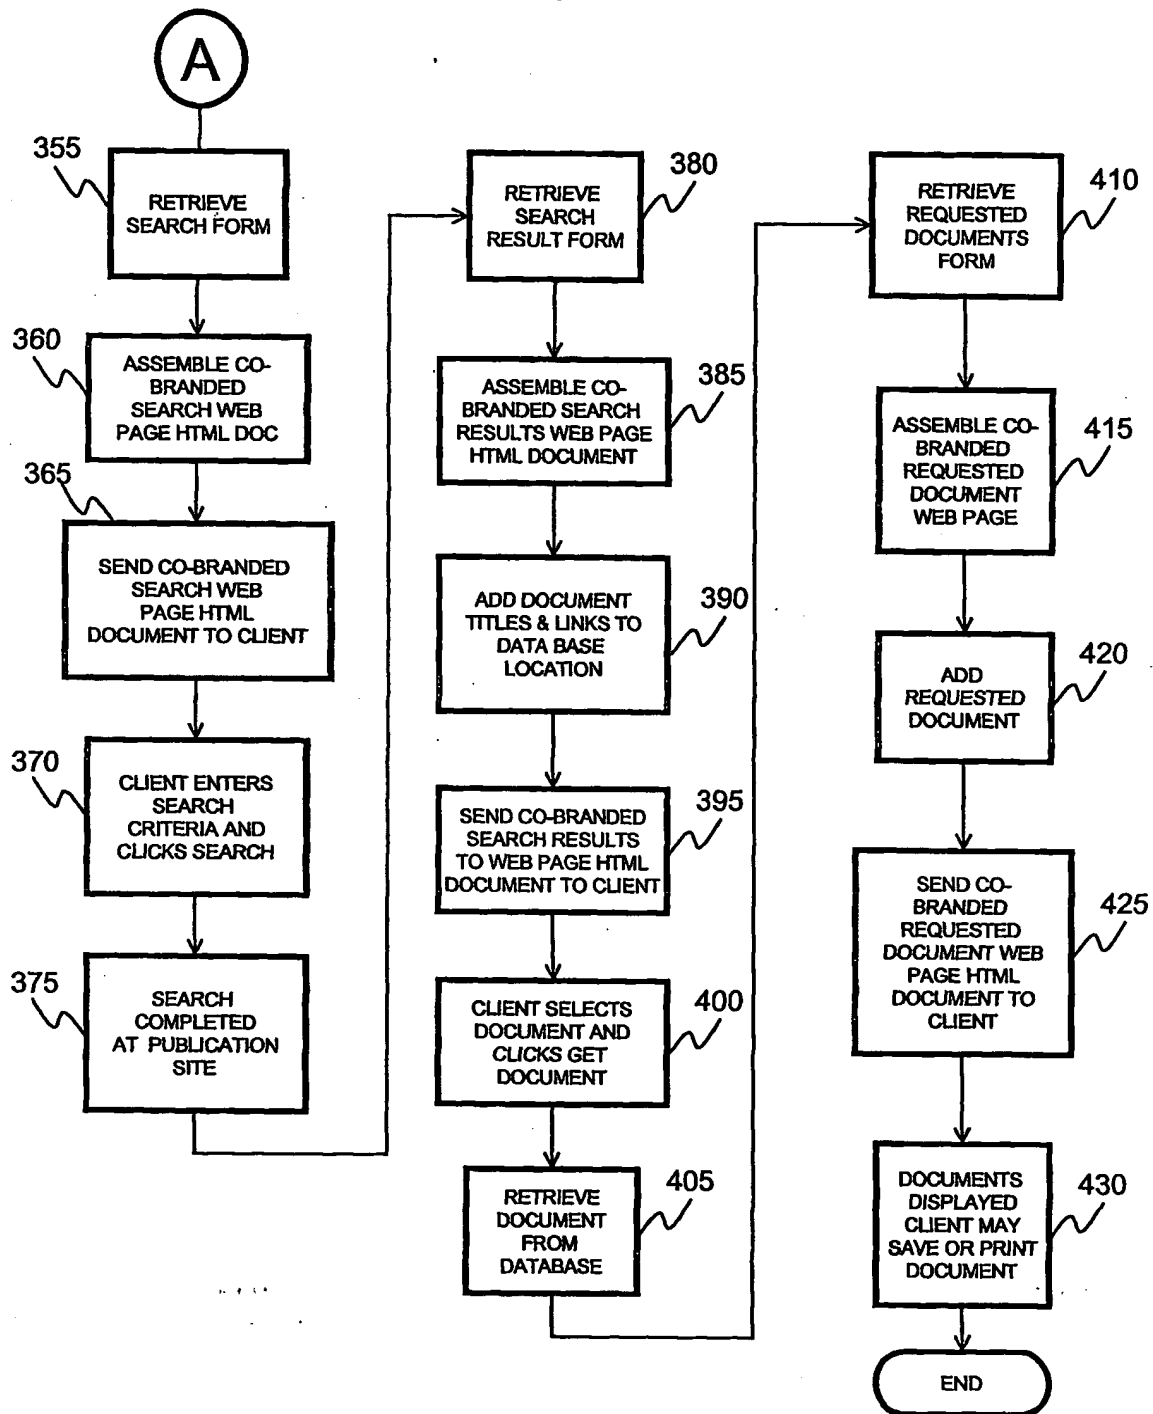 A
355
RETRIEVE
SEARCH FORM
360
ASSEMBLE CO-
BRANDED
SEARCH WEB
PAGE HTML DOC
365
SEND CO-BRANDED
SEARCH WEB
PAGE HTML
DOCUMENT TO CLIENT
370
CLIENT ENTERS
SEARCH
CRITERIA AND
CLICKS SEARCH
375
SEARCH
COMPLETED
AT PUBLICATION
SITE
380
RETRIEVE
SEARCH
RESULT FORM
385
ASSEMBLE CO-
BRANDED SEARCH
RESULTS WEB PAGE
HTML DOCUMENT
390
ADD DOCUMENT
TITLES & LINKS TO
DATA BASE
LOCATION
395
SEND CO-BRANDED
SEARCH RESULTS
TO WEB PAGE HTML
DOCUMENT TO CLIENT
400
CLIENT SELECTS
DOCUMENT AND
CLICKS GET
DOCUMENT
405
RETRIEVE
DOCUMENT
FROM
DATABASE
410
RETRIEVE
REQUESTED
DOCUMENTS
FORM
415
ASSEMBLE CO-
BRANDED
REQUESTED
DOCUMENT
WEB PAGE
420
ADD
REQUESTED
DOCUMENT
425
SEND CO-
BRANDED
REQUESTED
DOCUMENT WEB
PAGE HTML
DOCUMENT TO
CLIENT
430
DOCUMENTS
DISPLAYED
CLIENT MAY
SAVE OR PRINT
DOCUMENT
END